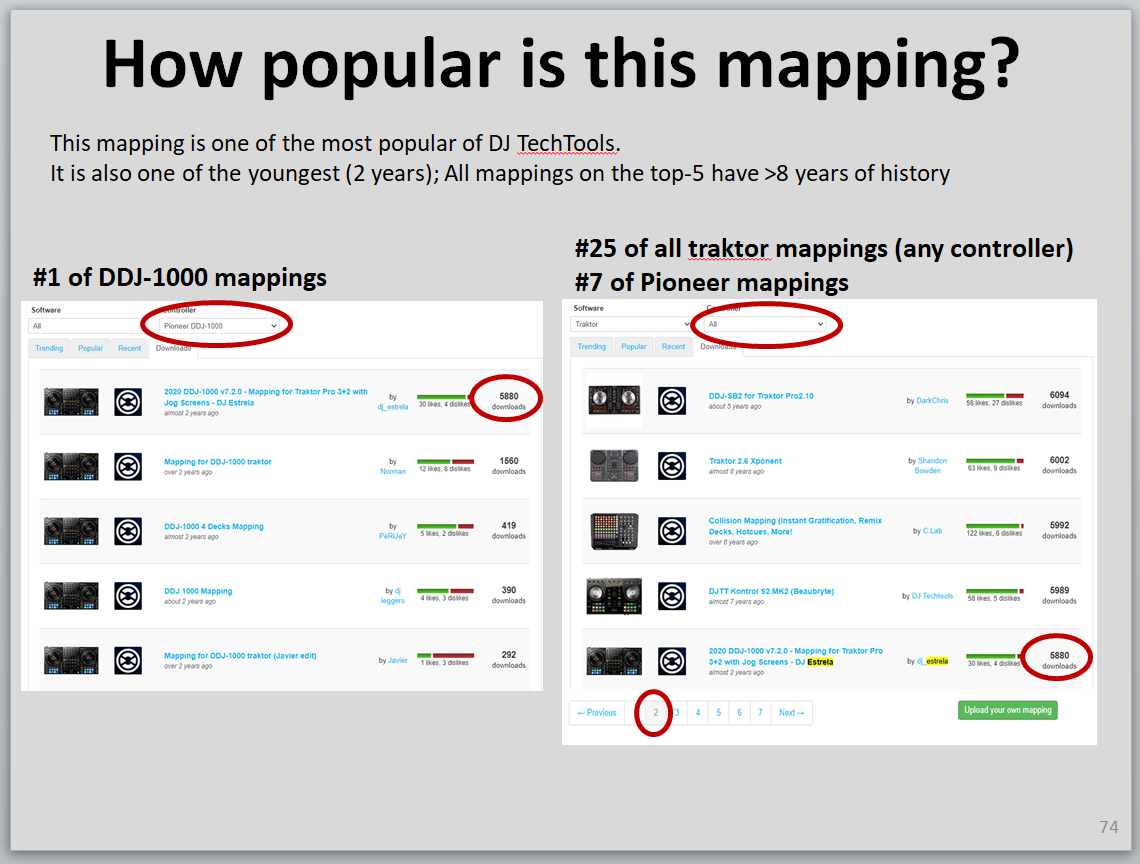 How popular is this mapping?
This mapping is one of the most popular of DJ TechTools.
It is also one of the youngest (2 years); All mappings on the top-5 have >8 years of history
#1 of DDJ-1000 mappings
Software
Controller
All
Pioneer DDJ-1000
Trending
Popular
Recent
Downloads
2020 DDJ-1000 v7.2.0 - Mapping for Traktor Pro 3+2 with
Jog Screens - DJ Estrela
almost 2 years ago
by
dj_estrela
30 likes, 4 dislikes
5880
downloads
Mapping for DDJ-1000 traktor
over 2 years ago
by
Norman
12 likes, 8 dislikes
1560
downloads
DDJ-1000 4 Decks Mapping
almost 2 years ago
by
PeRlJeY
5 likes, 2 dislikes
419
downloads
DDJ 1000 Mapping
about 2 years ago
by dj
leggero
4 likes, 3 dislikes
390
downloads
Mapping for DDJ-1000 traktor (Javier edit)
over 2 years ago
by Javier
1 likes, 3 dislikes
292
downloads
#25 of all traktor mappings (any controller)
#7 of Pioneer mappings
Software
Controller
Traktor
All
Trending
Popular
Recent
Downloads
DDJ-SB2 for Traktor Pro2.10
about 5 years ago
by DarkChris
58 likes, 27 dislikes
6094
downloads
Traktor 2.6 Xponent
almost 8 years ago
by Shandon
Bowden
63 likes, 9 dislikes
6002
downloads
Collision Mapping (Instant Gratification, Remix
Decks, Hotcues, More!
over 8 years ago
by C.Lab
122 likes, 6 dislikes
5992
downloads
DJTT Kontrol S2 MK2 (Beaubryte)
almost 7 years ago
by DJ Techtools
58 likes, 5 dislikes
5989
downloads
2020 DDJ-1000 v7.2.0 - Mapping for Traktor Pro
3+2 with Jog Screens - DJ Estrela
almost 2 years ago
by dj_estrela
30 likes, 4 dislikes
5880
downloads
← Previous
2
3
4
5
6
7
Next →
Upload your own mapping
74